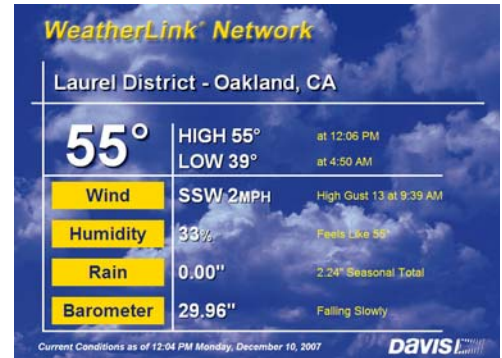 WeatherLink® Network
Laurel District - Oakland, CA
55° HIGH 55° at 12:06 PM
LOW 39° at 4:50 AM
Wind SSW 2MPH High Gust 13 at 9:39 AM
Humidity 33% Feels Like 55°
Rain 0.00" 2.24" Seasonal Total
Barometer 29.96" Falling Slowly
Current Conditions as of 12:04 PM Monday, December 10, 2007 DAVIS